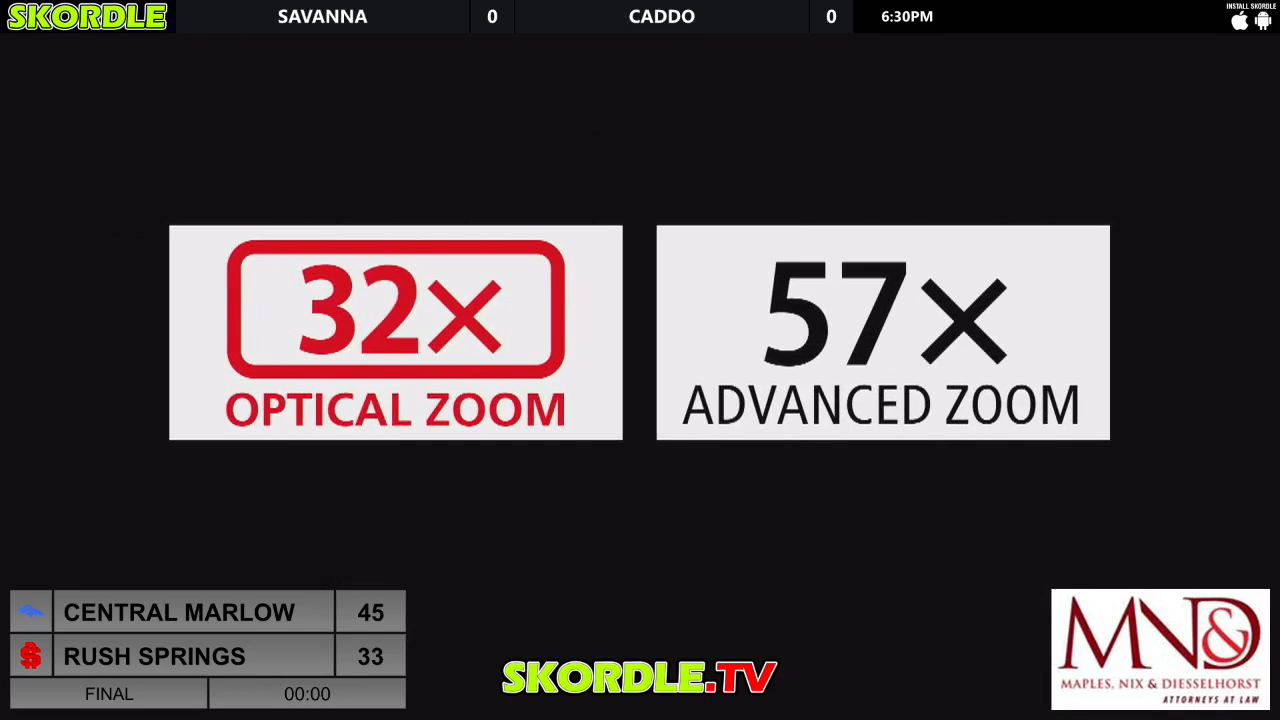 SKORDLE SAVANNA 0 CADDO 0 6:30PM
INSTALL SKORDLE
32×
OPTICAL ZOOM
57×
ADVANCED ZOOM
CENTRAL MARLOW 45
RUSH SPRINGS 33
FINAL 00:00
SKORDLE.TV
MN&D
MAPLES, NIX & DIESSELHORST
ATTORNEYS AT LAW